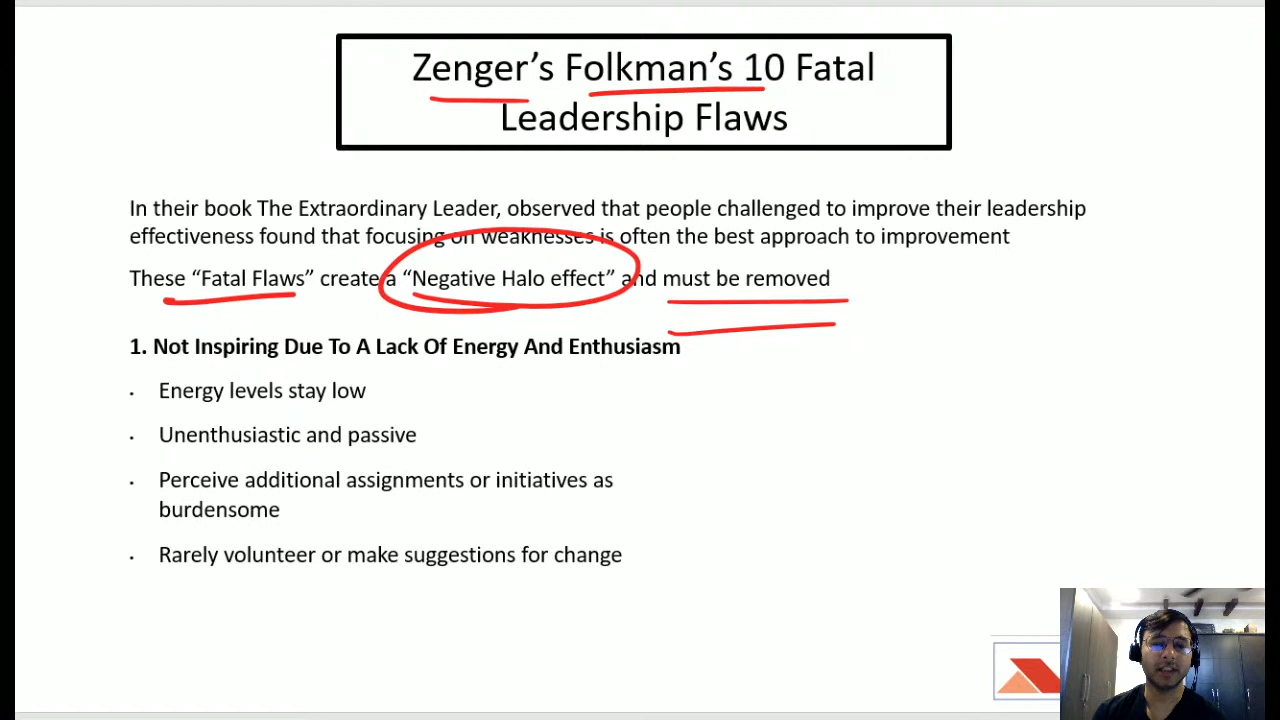 Zenger’s Folkman’s 10 Fatal
Leadership Flaws
In their book The Extraordinary Leader, observed that people challenged to improve their leadership
effectiveness found that focusing on weaknesses is often the best approach to improvement
These “Fatal Flaws” create a “Negative Halo effect” and must be removed
1. Not Inspiring Due To A Lack Of Energy And Enthusiasm
• Energy levels stay low
• Unenthusiastic and passive
• Perceive additional assignments or initiatives as
burdensome
• Rarely volunteer or make suggestions for change